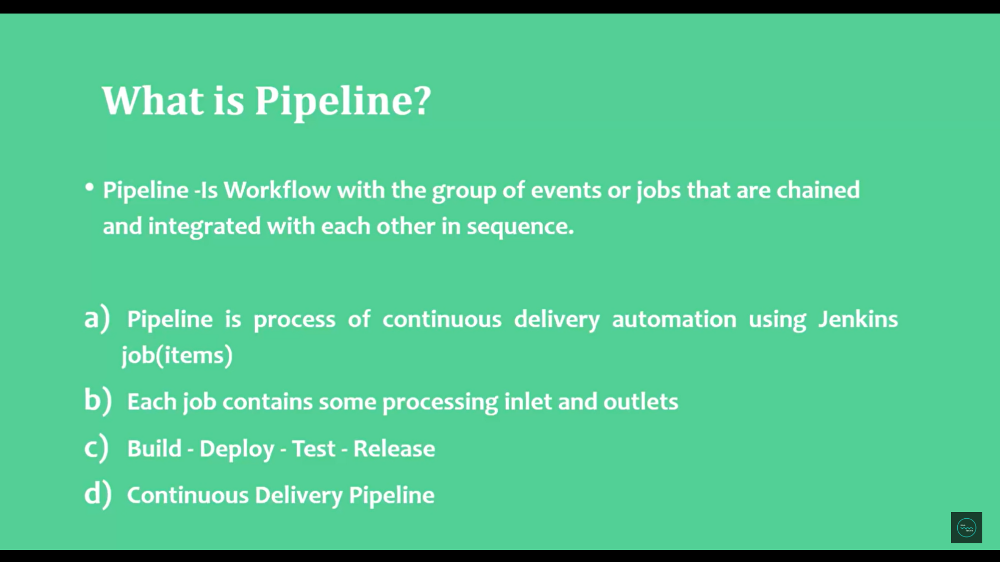 What is Pipeline?
• Pipeline -Is Workflow with the group of events or jobs that are chained
and integrated with each other in sequence.
a) Pipeline is process of continuous delivery automation using Jenkins
job(items)
b) Each job contains some processing inlet and outlets
c) Build - Deploy - Test - Release
d) Continuous Delivery Pipeline
Java
Techie